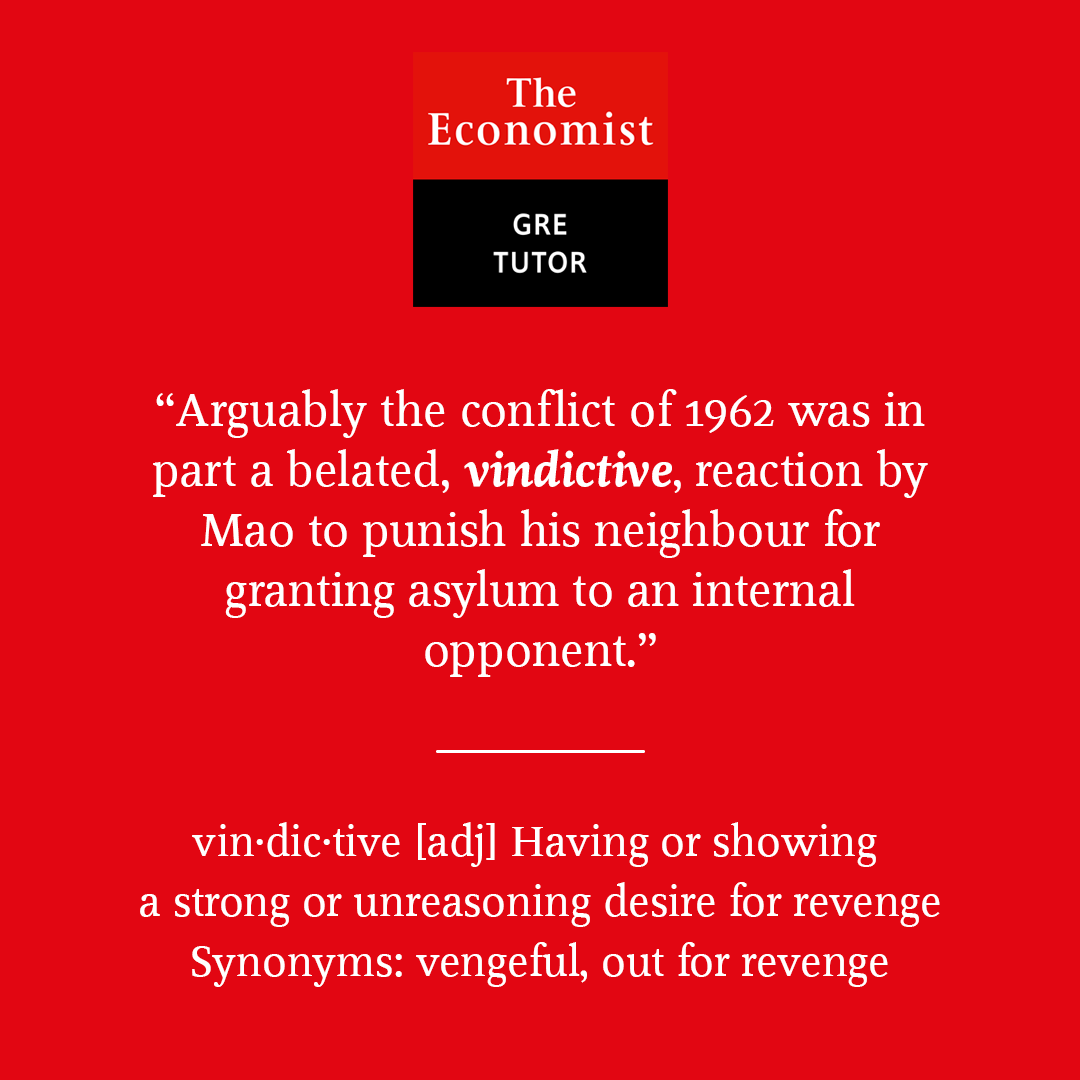 The
Economist
GRE
TUTOR
“Arguably the conflict of 1962 was in
part a belated, vindictive, reaction by
Mao to punish his neighbour for
granting asylum to an internal
opponent.”
vin·dic·tive [adj] Having or showing
a strong or unreasoning desire for revenge
Synonyms: vengeful, out for revenge